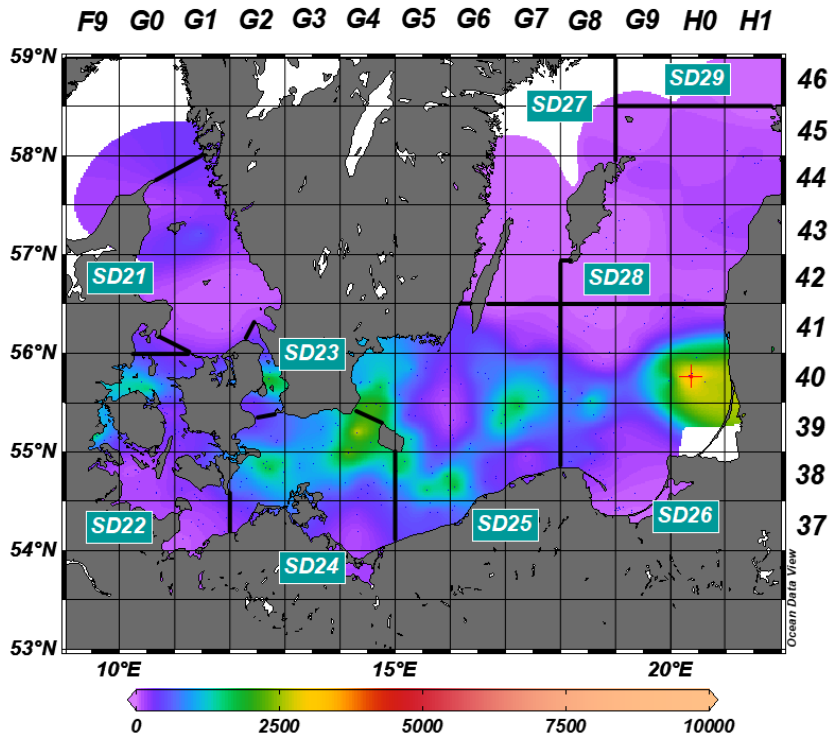 F9 G0 G1 G2 G3 G4 G5 G6 G7 G8 G9 H0 H1
59°N
SD29
46
SD27
45
58°N
44
43
57°N
SD21
SD28
42
41
56°N
SD23
40
39
55°N
38
SD22
SD25
SD26
37
54°N
SD24
Ocean Data View
53°N
10°E 15°E 20°E
0 2500 5000 7500 10000